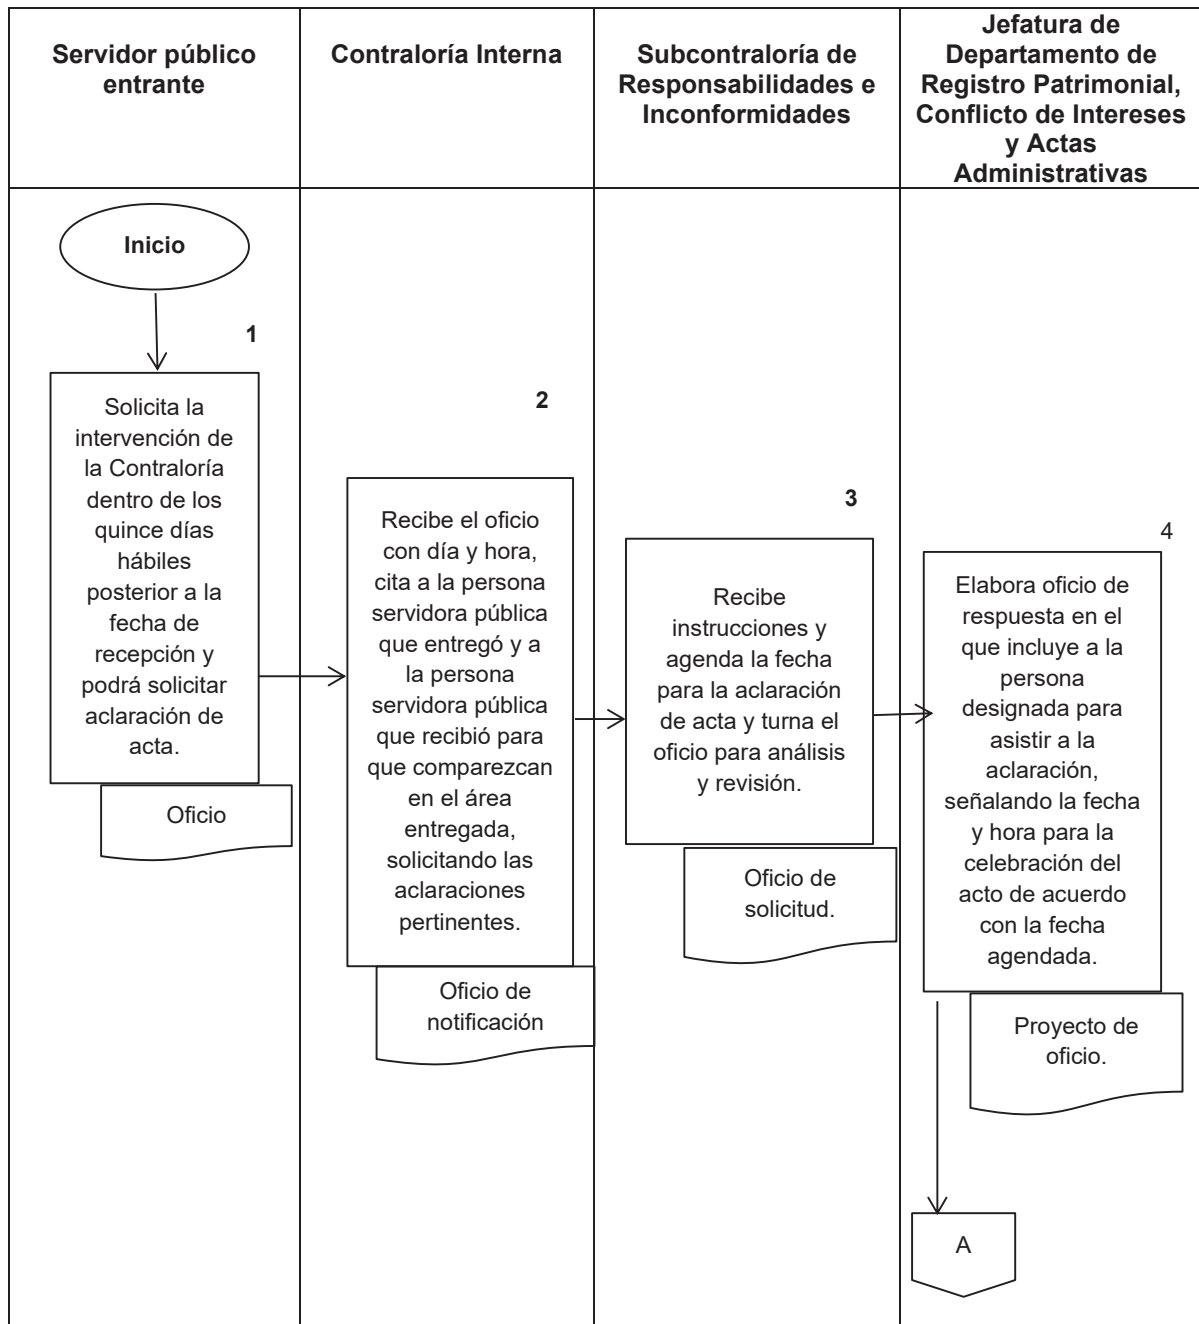 Servidor público
entrante
Contraloría Interna
Subcontraloría de
Responsabilidades e
Inconformidades
Jefatura de
Departamento de
Registro Patrimonial,
Conflicto de Intereses
y Actas
Administrativas
Inicio
1
Solicita la
intervención de
la Contraloría
dentro de los
quince días
hábiles
posterior a la
fecha de
recepción y
podrá solicitar
aclaración de
acta.
Oficio
2
Recibe el oficio
con día y hora,
cita a la persona
servidora pública
que entregó y a
la persona
servidora pública
que recibió para
que comparezcan
en el área
entregada,
solicitando las
aclaraciones
pertinentes.
Oficio de
notificación
3
Recibe
instrucciones y
agenda la fecha
para la aclaración
de acta y turna el
oficio para análisis
y revisión.
Oficio de
solicitud.
4
Elabora oficio de
respuesta en el
que incluye a la
persona
designada para
asistir a la
aclaración,
señalando la fecha
y hora para la
celebración del
acto de acuerdo
con la fecha
agendada.
Proyecto de
oficio.
A